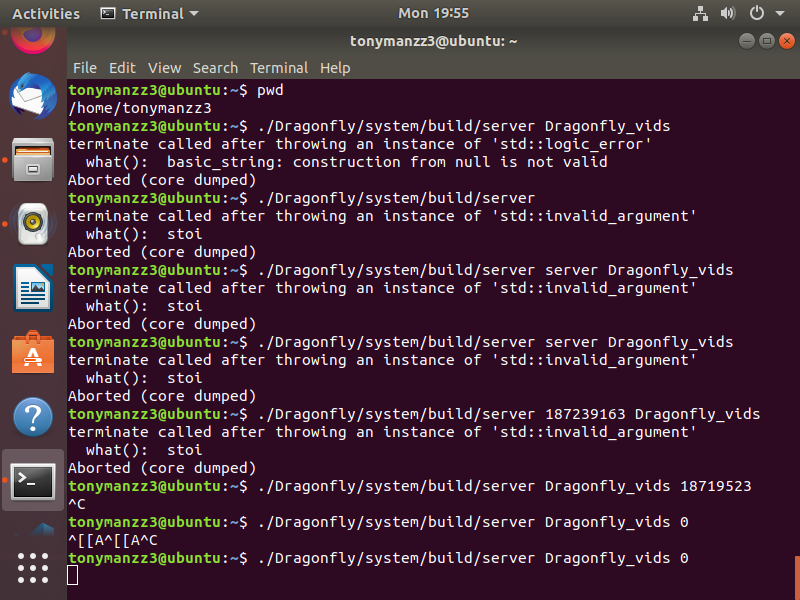 Activities Terminal Mon 19:55
tonymanzz3@ubuntu: ~
File Edit View Search Terminal Help
tonymanzz3@ubuntu:~$ pwd
/home/tonymanzz3
tonymanzz3@ubuntu:~$ ./Dragonfly/system/build/server Dragonfly_vids
terminate called after throwing an instance of 'std::logic_error'
  what():  basic_string: construction from null is not valid
Aborted (core dumped)
tonymanzz3@ubuntu:~$ ./Dragonfly/system/build/server
terminate called after throwing an instance of 'std::invalid_argument'
  what():  stoi
Aborted (core dumped)
tonymanzz3@ubuntu:~$ ./Dragonfly/system/build/server server Dragonfly_vids
terminate called after throwing an instance of 'std::invalid_argument'
  what():  stoi
Aborted (core dumped)
tonymanzz3@ubuntu:~$ ./Dragonfly/system/build/server server Dragonfly_vids
terminate called after throwing an instance of 'std::invalid_argument'
  what():  stoi
Aborted (core dumped)
tonymanzz3@ubuntu:~$ ./Dragonfly/system/build/server 187239163 Dragonfly_vids
terminate called after throwing an instance of 'std::invalid_argument'
  what():  stoi
Aborted (core dumped)
tonymanzz3@ubuntu:~$ ./Dragonfly/system/build/server Dragonfly_vids 18719523
^C
tonymanzz3@ubuntu:~$ ./Dragonfly/system/build/server Dragonfly_vids 0
^[[A^[[A^C
tonymanzz3@ubuntu:~$ ./Dragonfly/system/build/server Dragonfly_vids 0